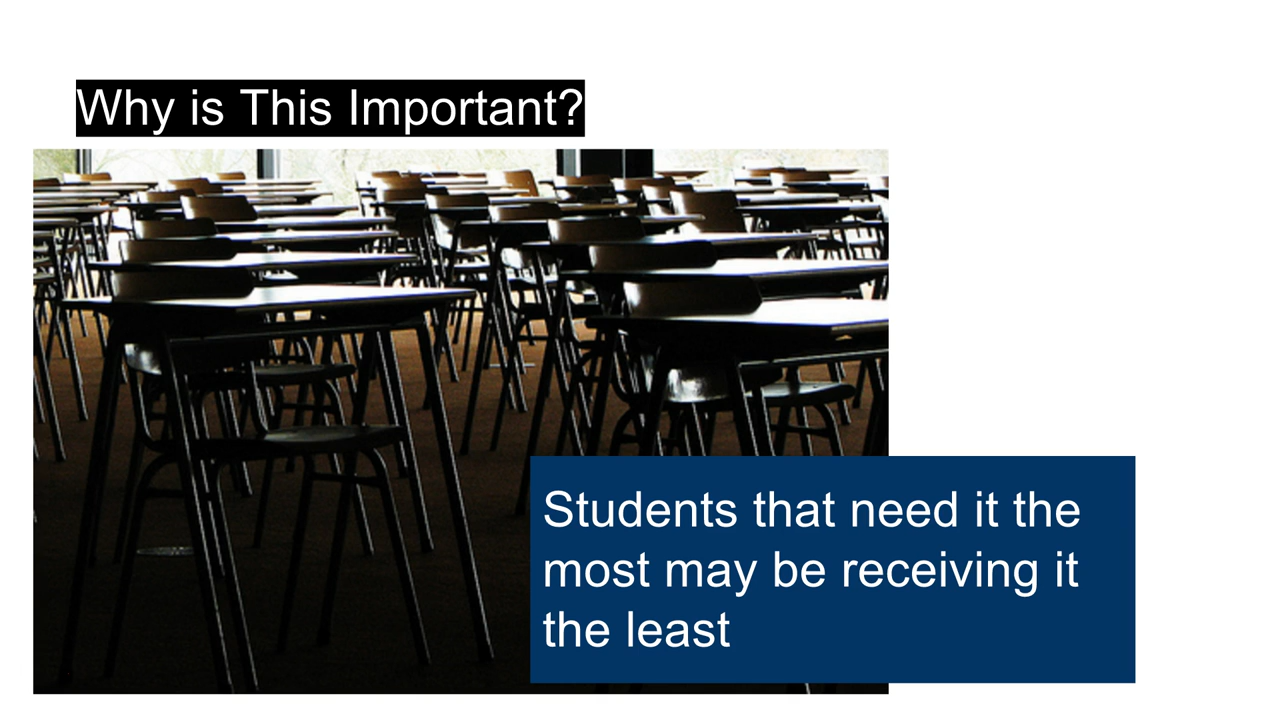 Why is This Important?
Students that need it the
most may be receiving it
the least